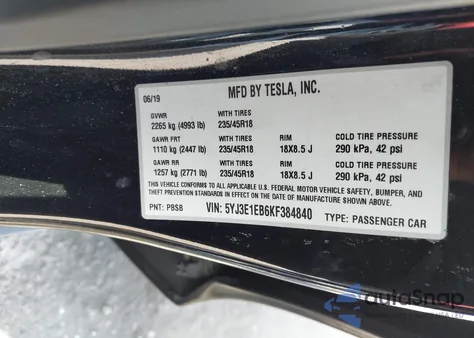 06/19 MFD BY TESLA, INC.
GVWR WITH TIRES
2265 kg (4993 lb) 235/45R18
GAWR FRT WITH TIRES RIM COLD TIRE PRESSURE
1110 kg (2447 lb) 235/45R18 18X8.5 J 290 kPa, 42 psi
GAWR RR WITH TIRES RIM COLD TIRE PRESSURE
1257 kg (2771 lb) 235/45R18 18X8.5 J 290 kPa, 42 psi
THIS VEHICLE CONFORMS TO ALL APPLICABLE U.S. FEDERAL MOTOR VEHICLE SAFETY, BUMPER, AND
THEFT PREVENTION STANDARDS IN EFFECT ON THE DATE OF MANUFACTURE SHOWN ABOVE.
PNT: PBSB VIN: 5YJ3E1EB6KF384840 TYPE: PASSENGER CAR
autoSnap